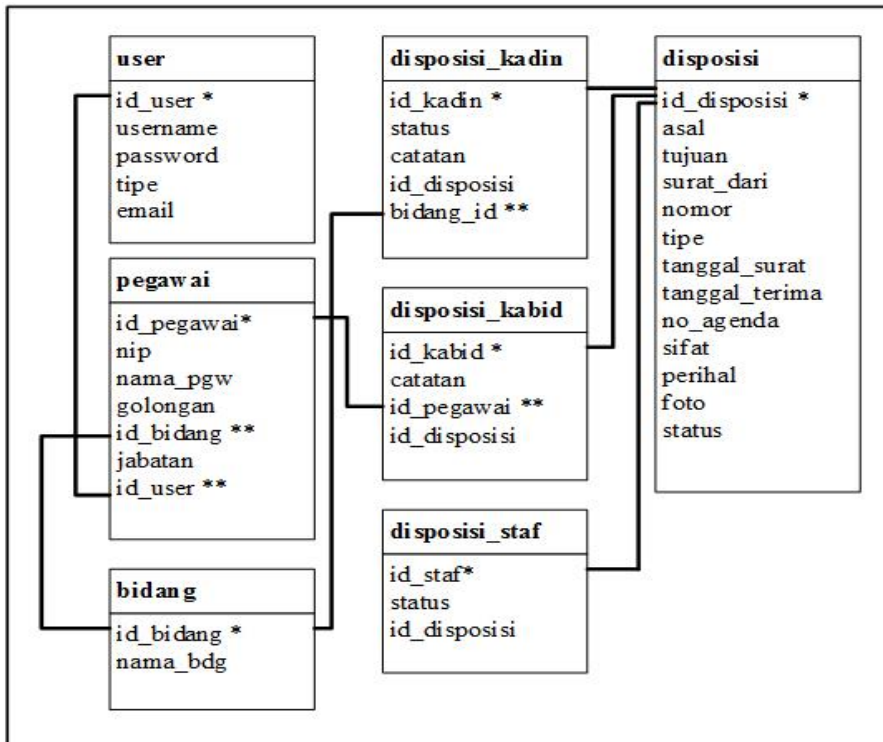 user
id_user *
username
password
tipe
email
pegawai
id_pegawai*
nip
nama_pgw
golongan
id_bidang **
jabatan
id_user **
bidang
id_bidang *
nama_bdg
disposisi_kadin
id_kadin *
status
catatan
id_disposisi
bidang_id **
disposisi_kabid
id_kabid *
catatan
id_pegawai **
id_disposisi
disposisi_staf
id_staf*
status
id_disposisi
disposisi
id_disposisi *
asal
tujuan
surat_dari
nomor
tipe
tanggal_surat
tanggal_terima
no_agenda
sifat
perihal
foto
status